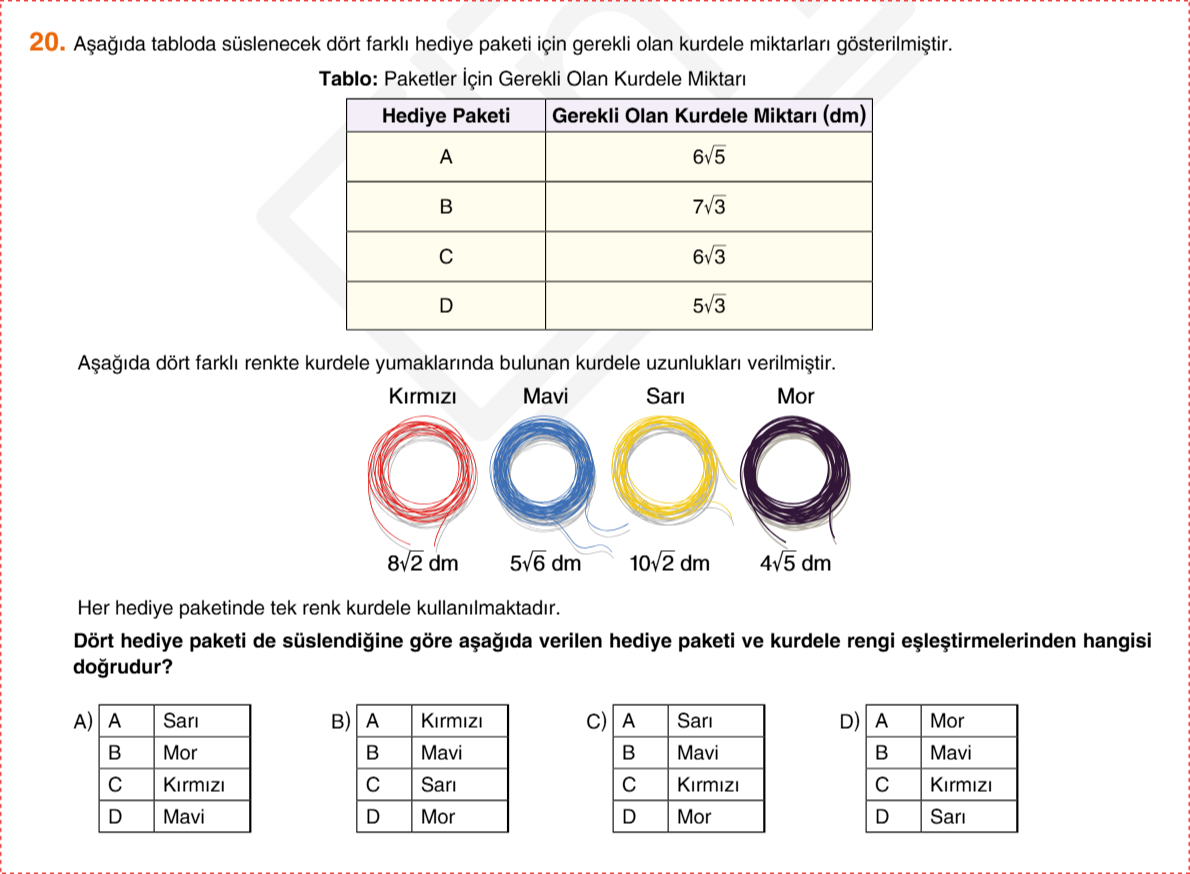 20. Aşağıda tabloda süslenecek dört farklı hediye paketi için gerekli olan kurdele miktarları gösterilmiştir.
Tablo: Paketler İçin Gerekli Olan Kurdele Miktarı
Hediye Paketi Gerekli Olan Kurdele Miktarı (dm)
A 6√5
B 7√3
C 6√3
D 5√3
Aşağıda dört farklı renkte kurdele yumaklarında bulunan kurdele uzunlukları verilmiştir.
Kırmızı Mavi Sarı Mor
8√2 dm 5√6 dm 10√2 dm 4√5 dm
Her hediye paketinde tek renk kurdele kullanılmaktadır.
Dört hediye paketi de süslendiğine göre aşağıda verilen hediye paketi ve kurdele rengi eşleştirmelerinden hangisi
doğrudur?
A) A Sarı B) A Kırmızı C) A Sarı D) A Mor
B Mor B Mavi B Mavi B Mavi
C Kırmızı C Sarı C Kırmızı C Kırmızı
D Mavi D Mor D Mor D Sarı